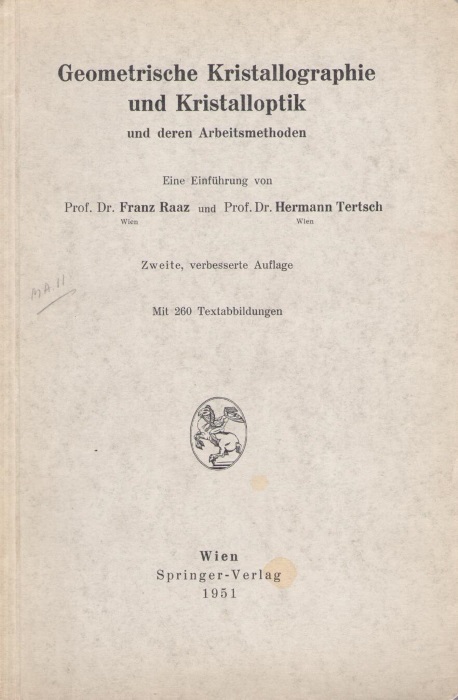 Geometrische Kristallographie
und Kristalloptik
und deren Arbeitsmethoden
Eine Einführung von
Prof. Dr. Franz Raaz und Prof. Dr. Hermann Tertsch
Wien Wien
Zweite, verbesserte Auflage
Mit 260 Textabbildungen
Wien
Springer-Verlag
1951